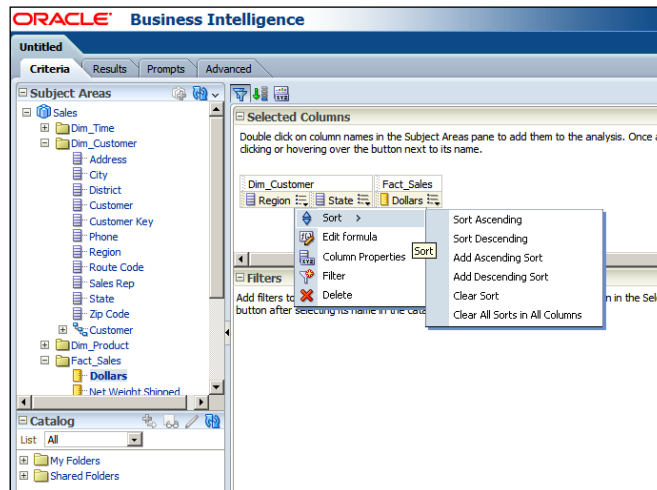 ORACLE Business Intelligence
Untitled
Criteria Results Prompts Advanced
Subject Areas
Sales
Dim_Time
Dim_Customer
Address
City
District
Customer
Customer Key
Phone
Region
Route Code
Sales Rep
State
Zip Code
Customer
Dim_Product
Fact_Sales
Dollars
Net Weight Shipped
Catalog
List All
My Folders
Shared Folders
Selected Columns
Double click on column names in the Subject Areas pane to add them to the analysis. Once a
clicking or hovering over the button next to its name.
Dim_Customer Fact_Sales
Region State Dollars
Sort
Edit formula
Column Properties
Filter
Delete
Sort
Sort Ascending
Sort Descending
Add Ascending Sort
Add Descending Sort
Clear Sort
Clear All Sorts in All Columns
Filters
Add filters to n in the Sele
button after selecting its name in the cata